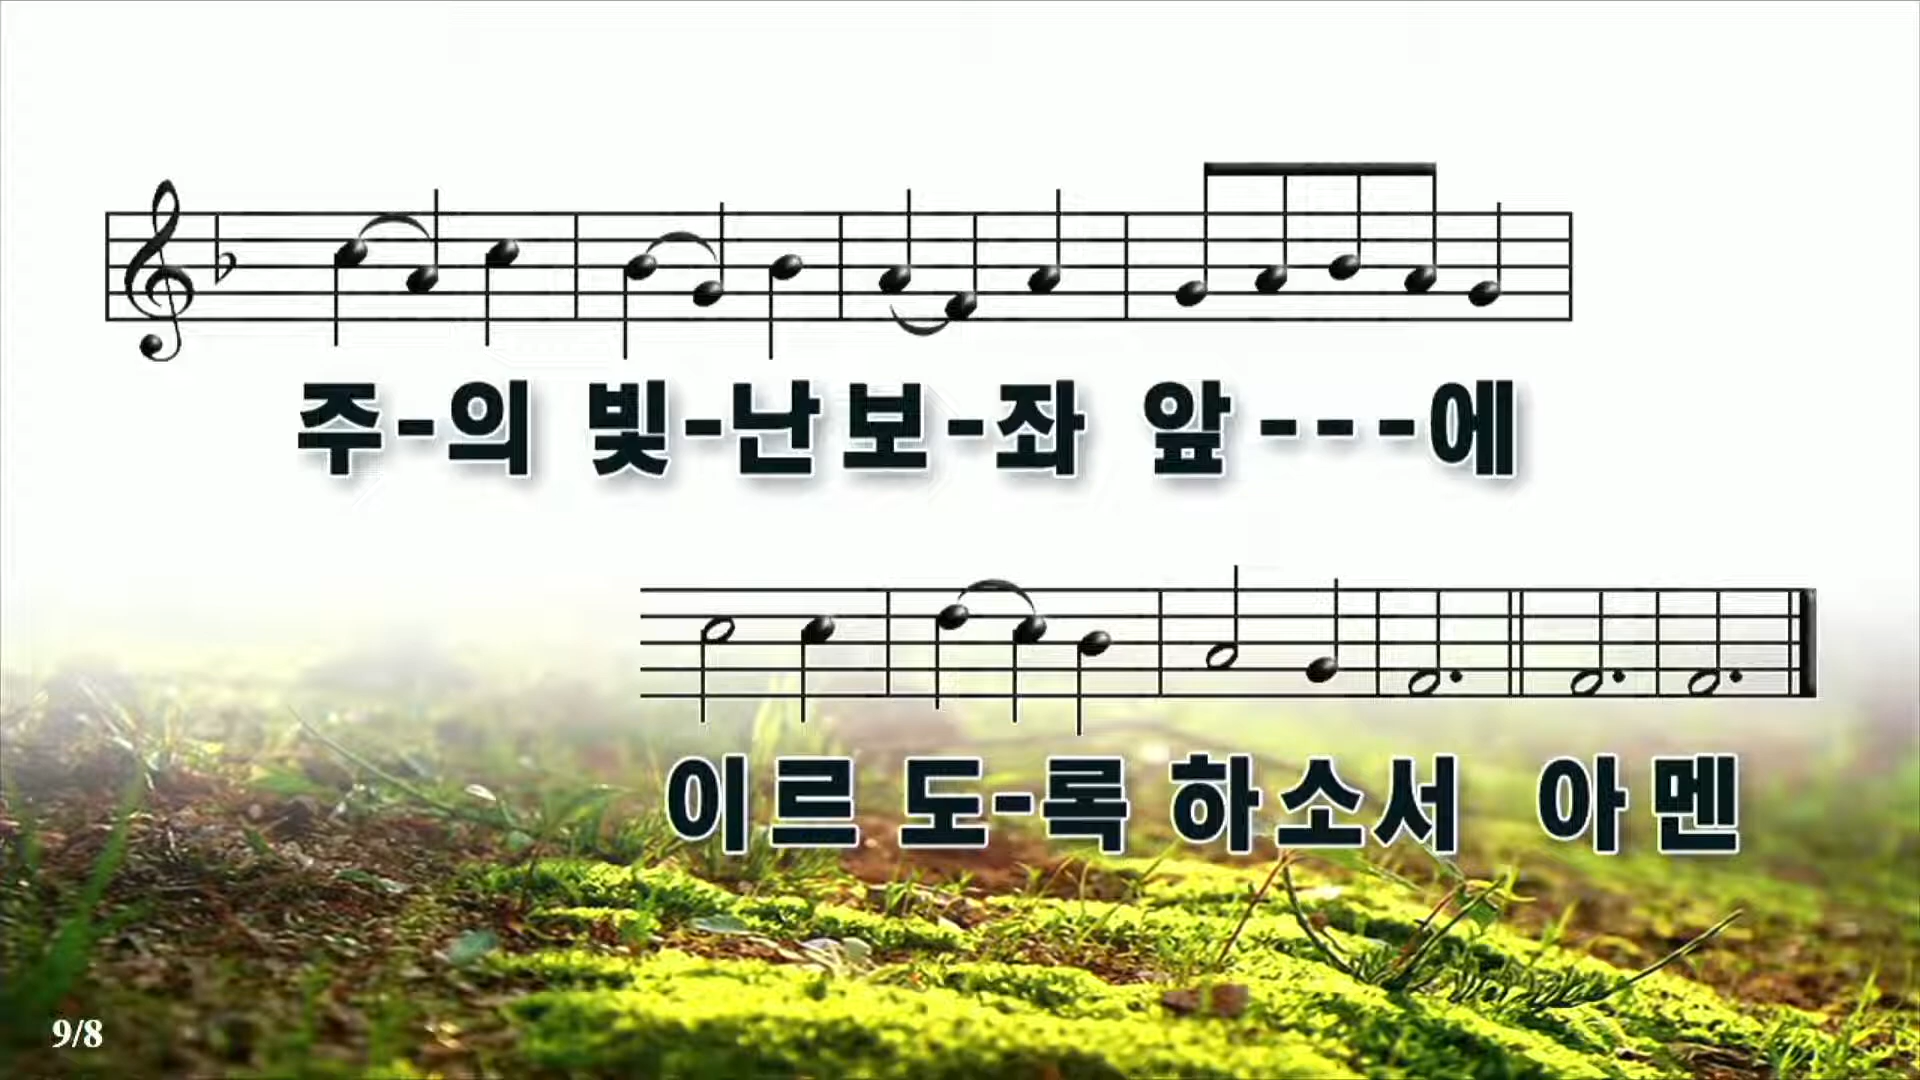 주-의 빛-난 보-좌 앞---에
이르 도-록 하소서 아멘
9/8